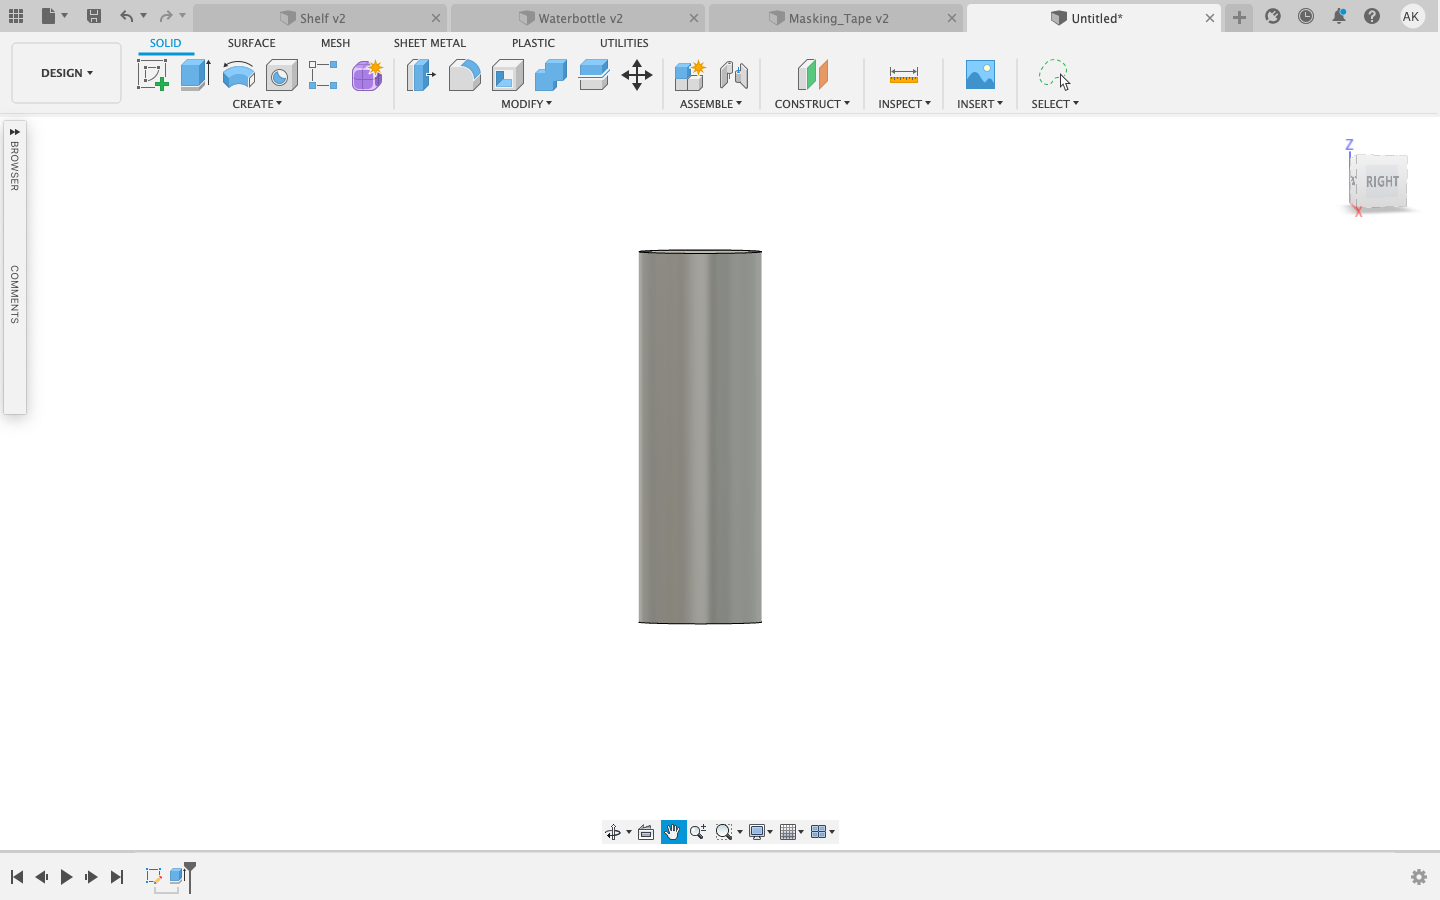 Shelf v2
Waterbottle v2
Masking_Tape v2
Untitled*
AK
DESIGN
SOLID
SURFACE
MESH
SHEET METAL
PLASTIC
UTILITIES
CREATE
MODIFY
ASSEMBLE
CONSTRUCT
INSPECT
INSERT
SELECT
BROWSER
COMMENTS
Z
RIGHT
X